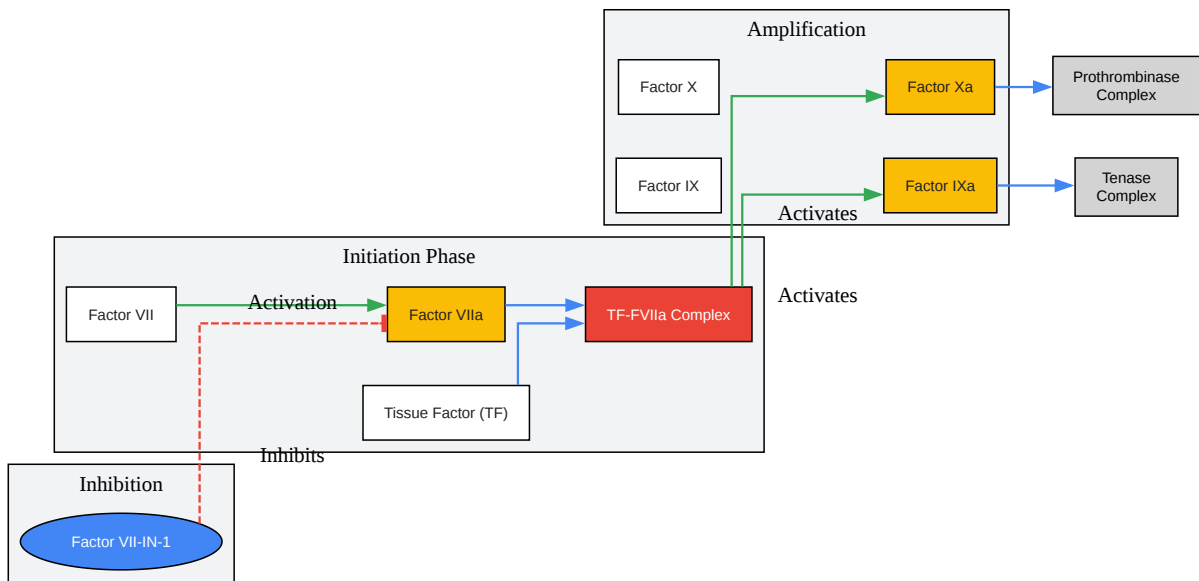 Amplification
Factor X
Factor Xa
Prothrombinase
Complex
Factor IX
Factor IXa
Tenase
Complex
Activates
Initiation Phase
Factor VII
Activation
Factor VIIa
TF-FVIIa Complex
Activates
Tissue Factor (TF)
Inhibits
Inhibition
Factor VII-IN-1